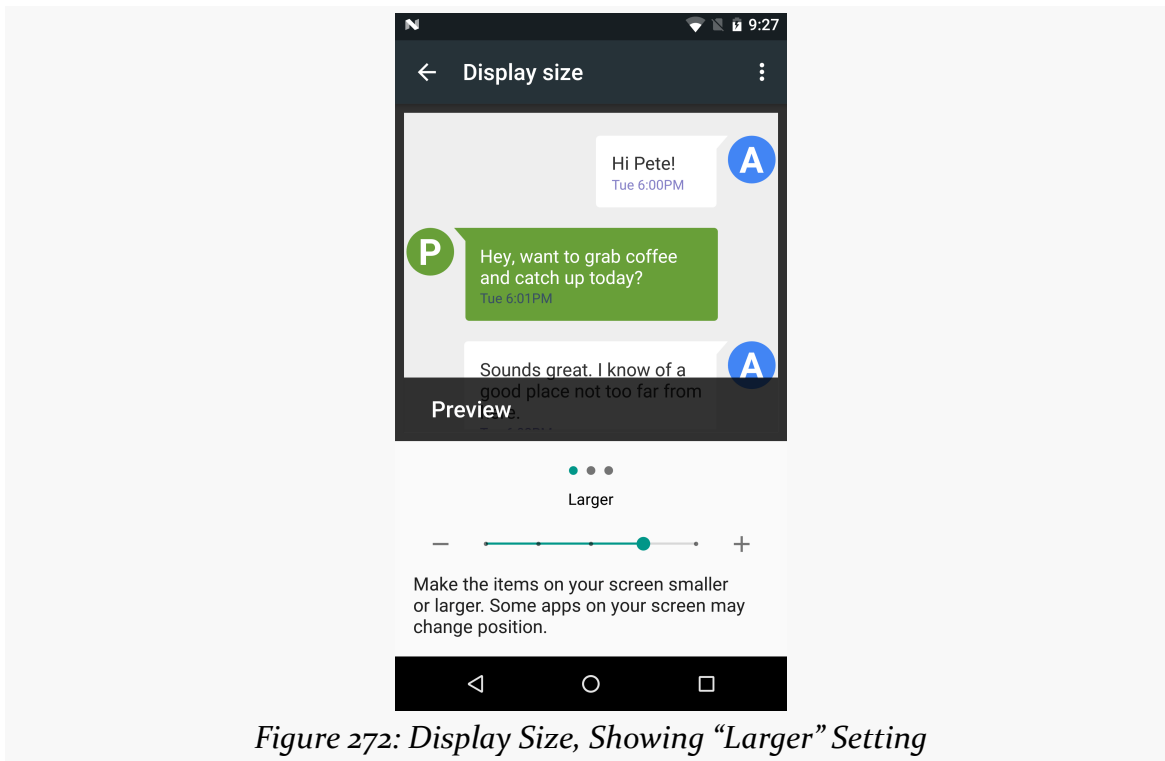 9:27
Display size
Hi Pete!
A
Tue 6:00PM
P
Hey, want to grab coffee
and catch up today?
Tue 6:01PM
A
Sounds great. I know of a
good place not too far from
Preview
Larger
Make the items on your screen smaller
or larger. Some apps on your screen may
change position.
Figure 272: Display Size, Showing “Larger” Setting